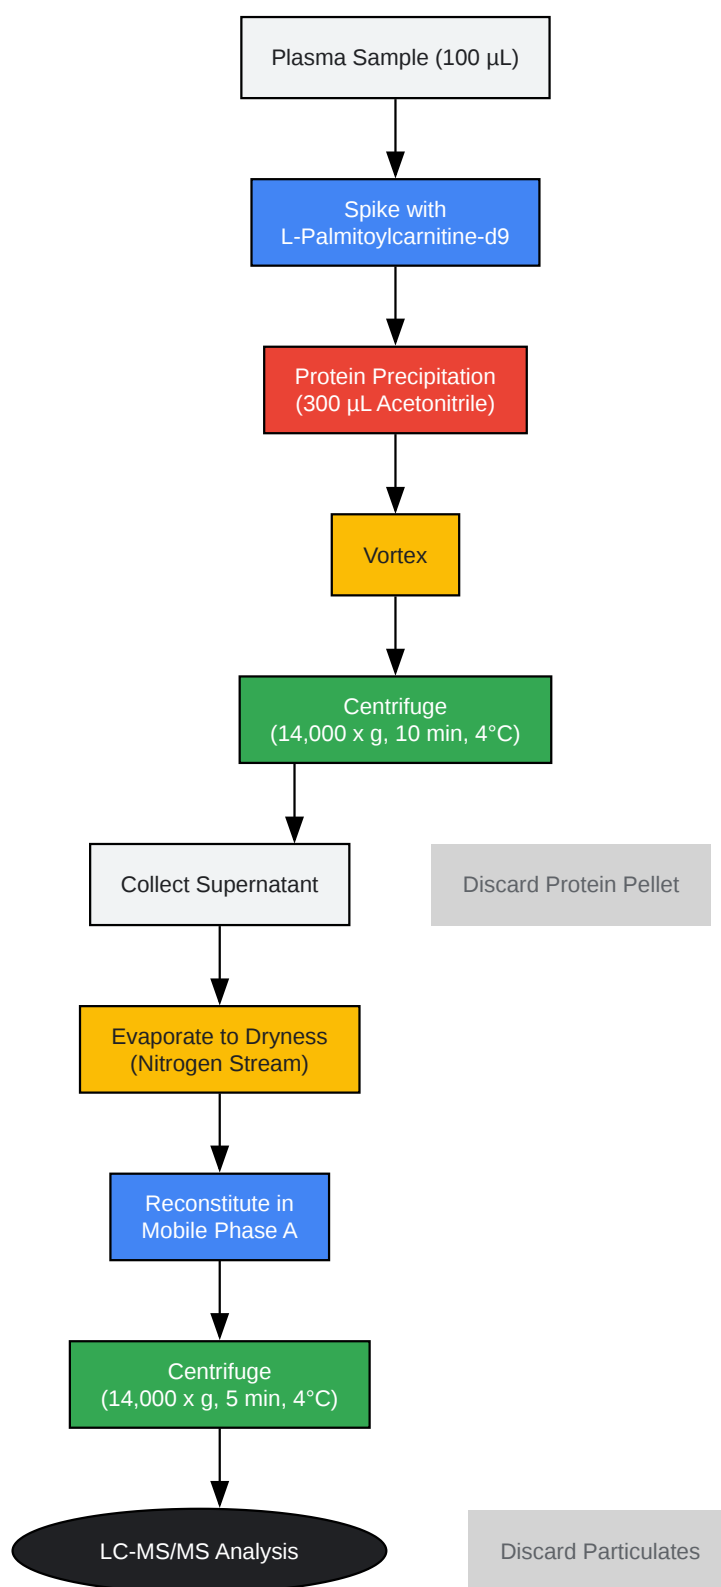 Plasma Sample (100 µL)
Spike with
L-Palmitoylcarnitine-d9
Protein Precipitation
(300 µL Acetonitrile)
Vortex
Centrifuge
(14,000 x g, 10 min, 4°C)
Collect Supernatant
Discard Protein Pellet
Evaporate to Dryness
(Nitrogen Stream)
Reconstitute in
Mobile Phase A
Centrifuge
(14,000 x g, 5 min, 4°C)
LC-MS/MS Analysis
Discard Particulates